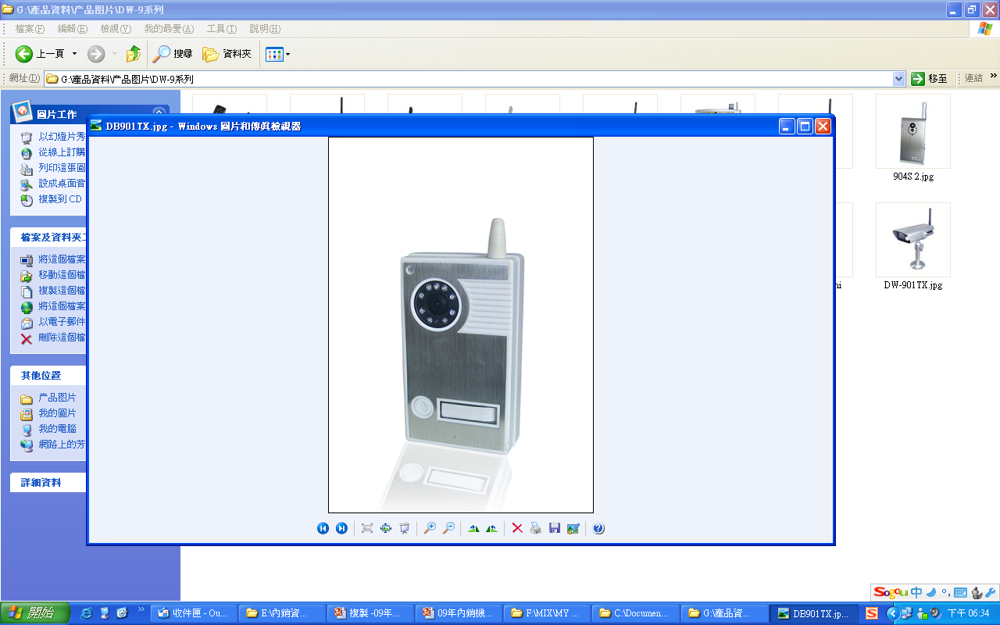 G:\產品資料\产品图片\DW-9系列
檔案(F) 編輯(E) 檢視(V) 我的最愛(A) 工具(T) 說明(H)
上一頁 搜尋 資料夾
網址(D) G:\產品資料\产品图片\DW-9系列 移至 連結 »
圖片工作
以幻燈片秀
從線上訂購
列印這張圖
設成桌面背
複製到 CD
檔案及資料夾工
將這個檔案
移動這個檔
複製這個檔
將這個檔案
以電子郵件
刪除這個檔
其他位置
产品图片
我的圖片
我的電腦
網路上的芳
詳細資料
DB901TX.jpg - Windows 圖片和傳真檢視器
904S 2.jpg
DW-901TX.jpg
Sogou 中
開始 » 收件匣 - Ou... E:\內銷資... 複製 -09年... 09年內銷機... F:\MIX\MY ... C:\Documen... G:\產品資... DB901TX.jp... S 下午 06:34